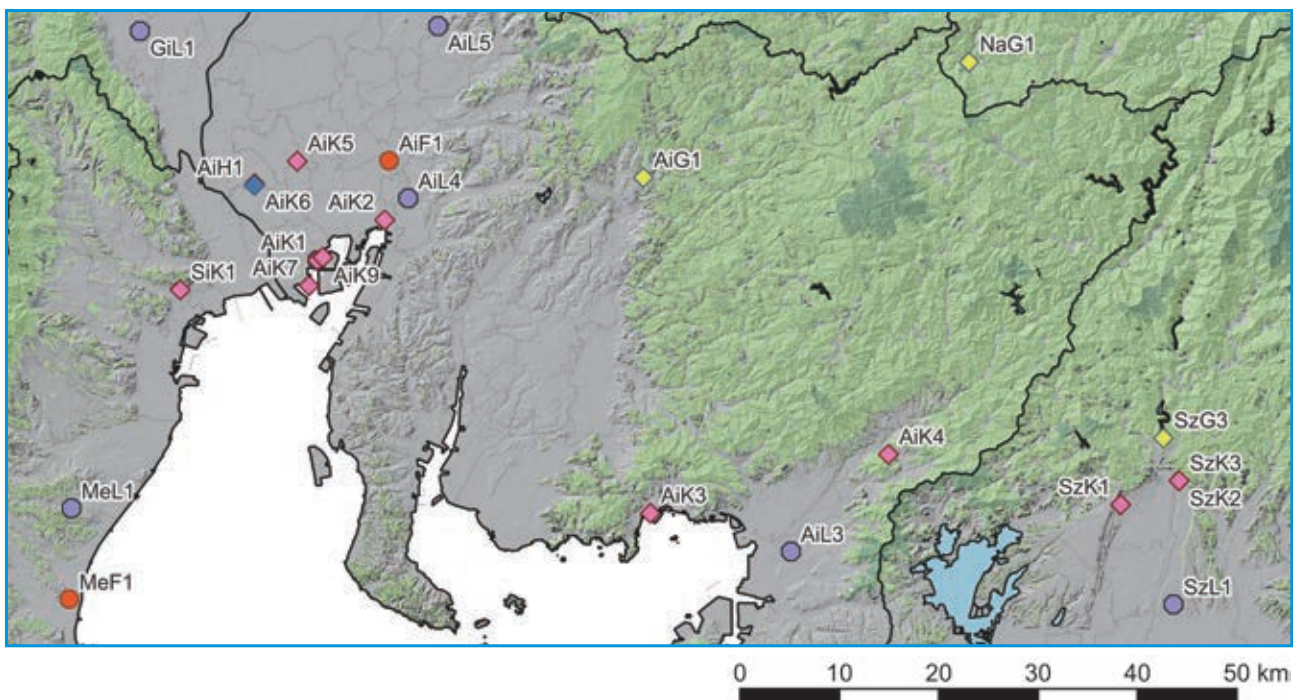 GiL1
AiL5
NaG1
AiK5
AiF1
AiH1
AiG1
AiK6
AiL4
AiK2
AiK1
AiK7
AiK9
SiK1
SzG3
AiK4
SzK3
SzK1
SzK2
MeL1
AiK3
AiL3
MeF1
SzL1
0 10 20 30 40 50 km